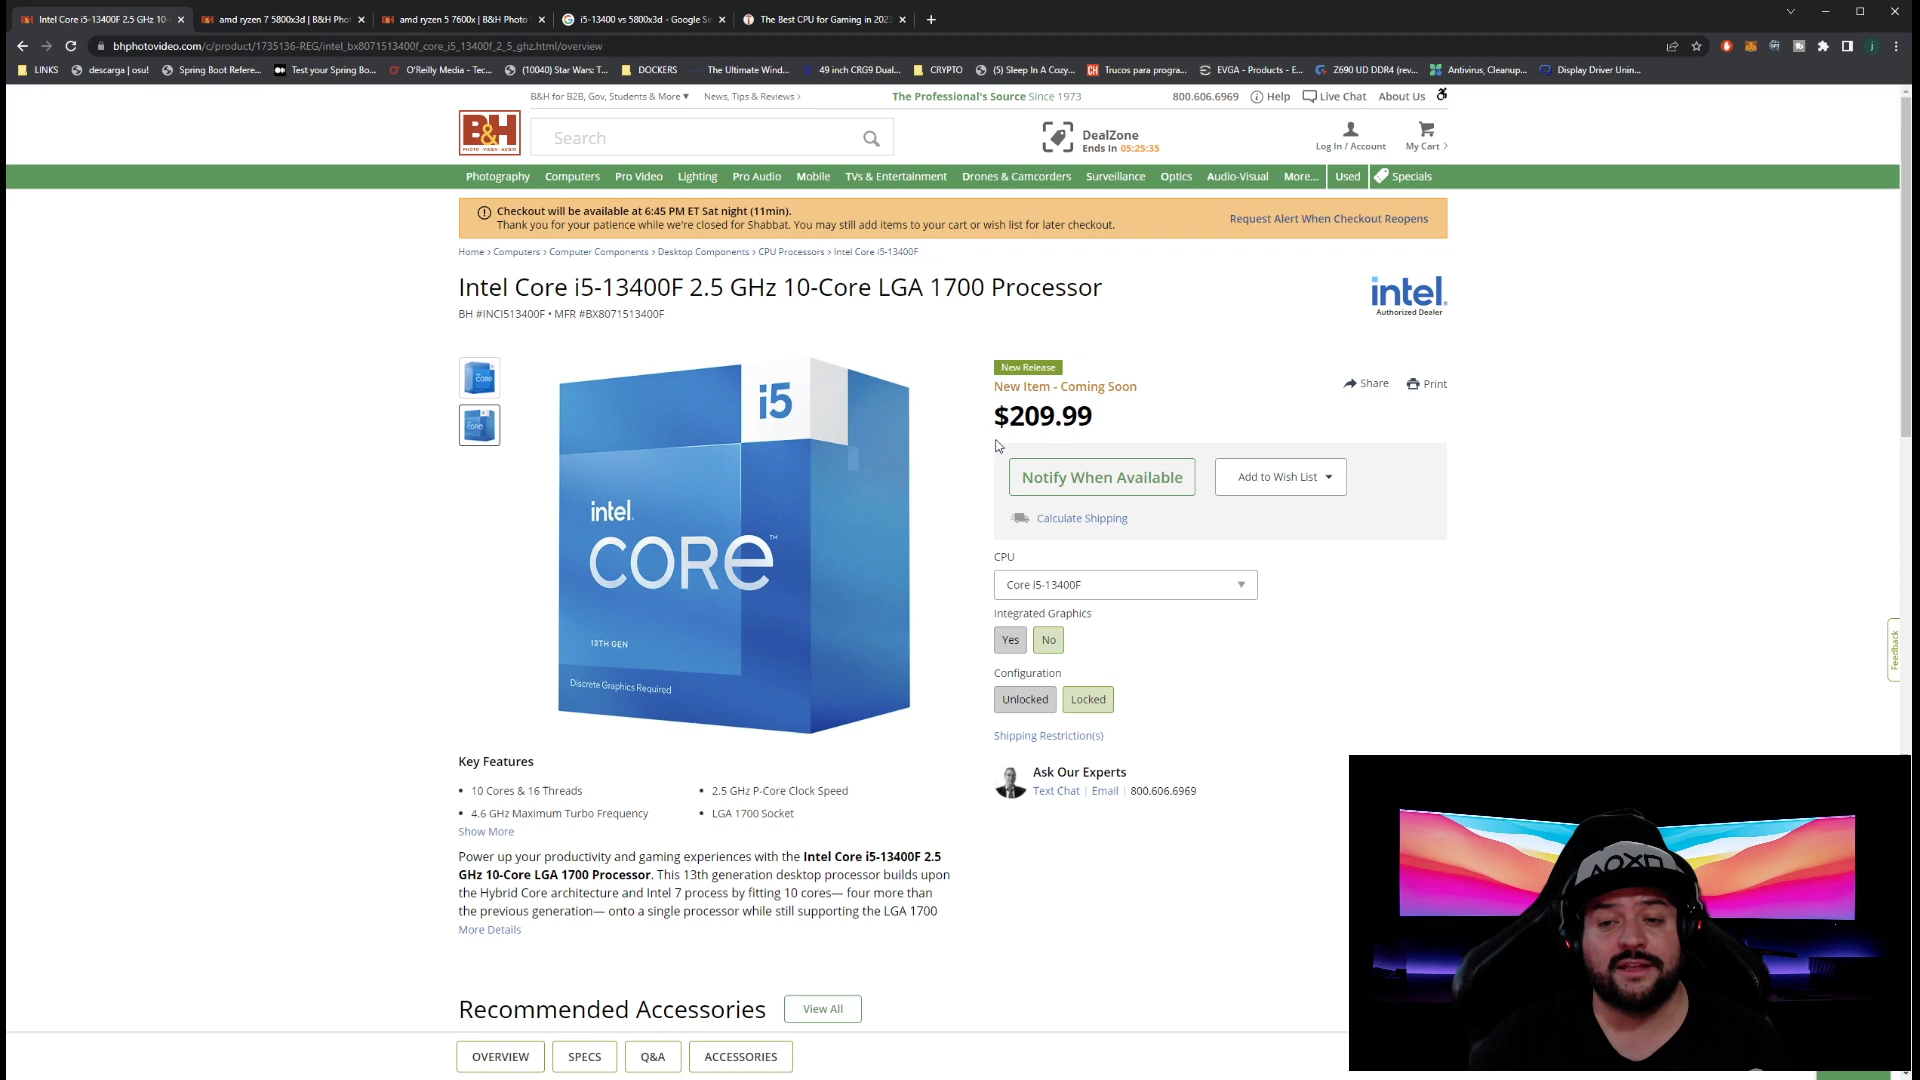 Intel Core i5-13400F 2.5 GHz 10-
amd ryzen 7 5800x3d | B&H Pho
amd ryzen 5 7600x | B&H Photo
i5-13400 vs 5800x3d - Google Se
The Best CPU for Gaming in 202
bhphotovideo.com/c/product/1735136-REG/intel_bx8071513400f_core_i5_13400f_2_5_ghz.html/overview
LINKS
descarga | osu!
Spring Boot Refere...
Test your Spring Bo...
O'Reilly Media - Tec...
(10040) Star Wars: T...
DOCKERS
The Ultimate Wind...
49 inch CRG9 Dual...
CRYPTO
(5) Sleep In A Cozy...
Trucos para progra...
EVGA - Products - E...
Z690 UD DDR4 (rev...
Antivirus, Cleanup...
Display Driver Unin...
B&H for B2B, Gov, Students & More
News, Tips & Reviews
The Professional's Source Since 1973
800.606.6969
Help
Live Chat
About Us
B&H
PHOTO · VIDEO · AUDIO
Search
DealZone
Ends In 05:25:35
Log In / Account
My Cart
Photography
Computers
Pro Video
Lighting
Pro Audio
Mobile
TVs & Entertainment
Drones & Camcorders
Surveillance
Optics
Audio-Visual
More...
Used
Specials
Checkout will be available at 6:45 PM ET Sat night (11min).
Thank you for your patience while we're closed for Shabbat. You may still add items to your cart or wish list for later checkout.
Request Alert When Checkout Reopens
Home > Computers > Computer Components > Desktop Components > CPU Processors > Intel Core i5-13400F
Intel Core i5-13400F 2.5 GHz 10-Core LGA 1700 Processor
BH #INCI513400F • MFR #BX8071513400F
intel.
Authorized Dealer
i5
intel.
CORE™
13TH GEN
Discrete Graphics Required
New Release
New Item - Coming Soon
$209.99
Share
Print
Notify When Available
Add to Wish List
Calculate Shipping
CPU
Core i5-13400F
Integrated Graphics
Yes
No
Configuration
Unlocked
Locked
Shipping Restriction(s)
Ask Our Experts
Text Chat | Email | 800.606.6969
Feedback
Key Features
• 10 Cores & 16 Threads
• 2.5 GHz P-Core Clock Speed
• 4.6 GHz Maximum Turbo Frequency
• LGA 1700 Socket
Show More
Power up your productivity and gaming experiences with the Intel Core i5-13400F 2.5
GHz 10-Core LGA 1700 Processor. This 13th generation desktop processor builds upon
the Hybrid Core architecture and Intel 7 process by fitting 10 cores— four more than
the previous generation— onto a single processor while still supporting the LGA 1700
More Details
Recommended Accessories
View All
OVERVIEW
SPECS
Q&A
ACCESSORIES